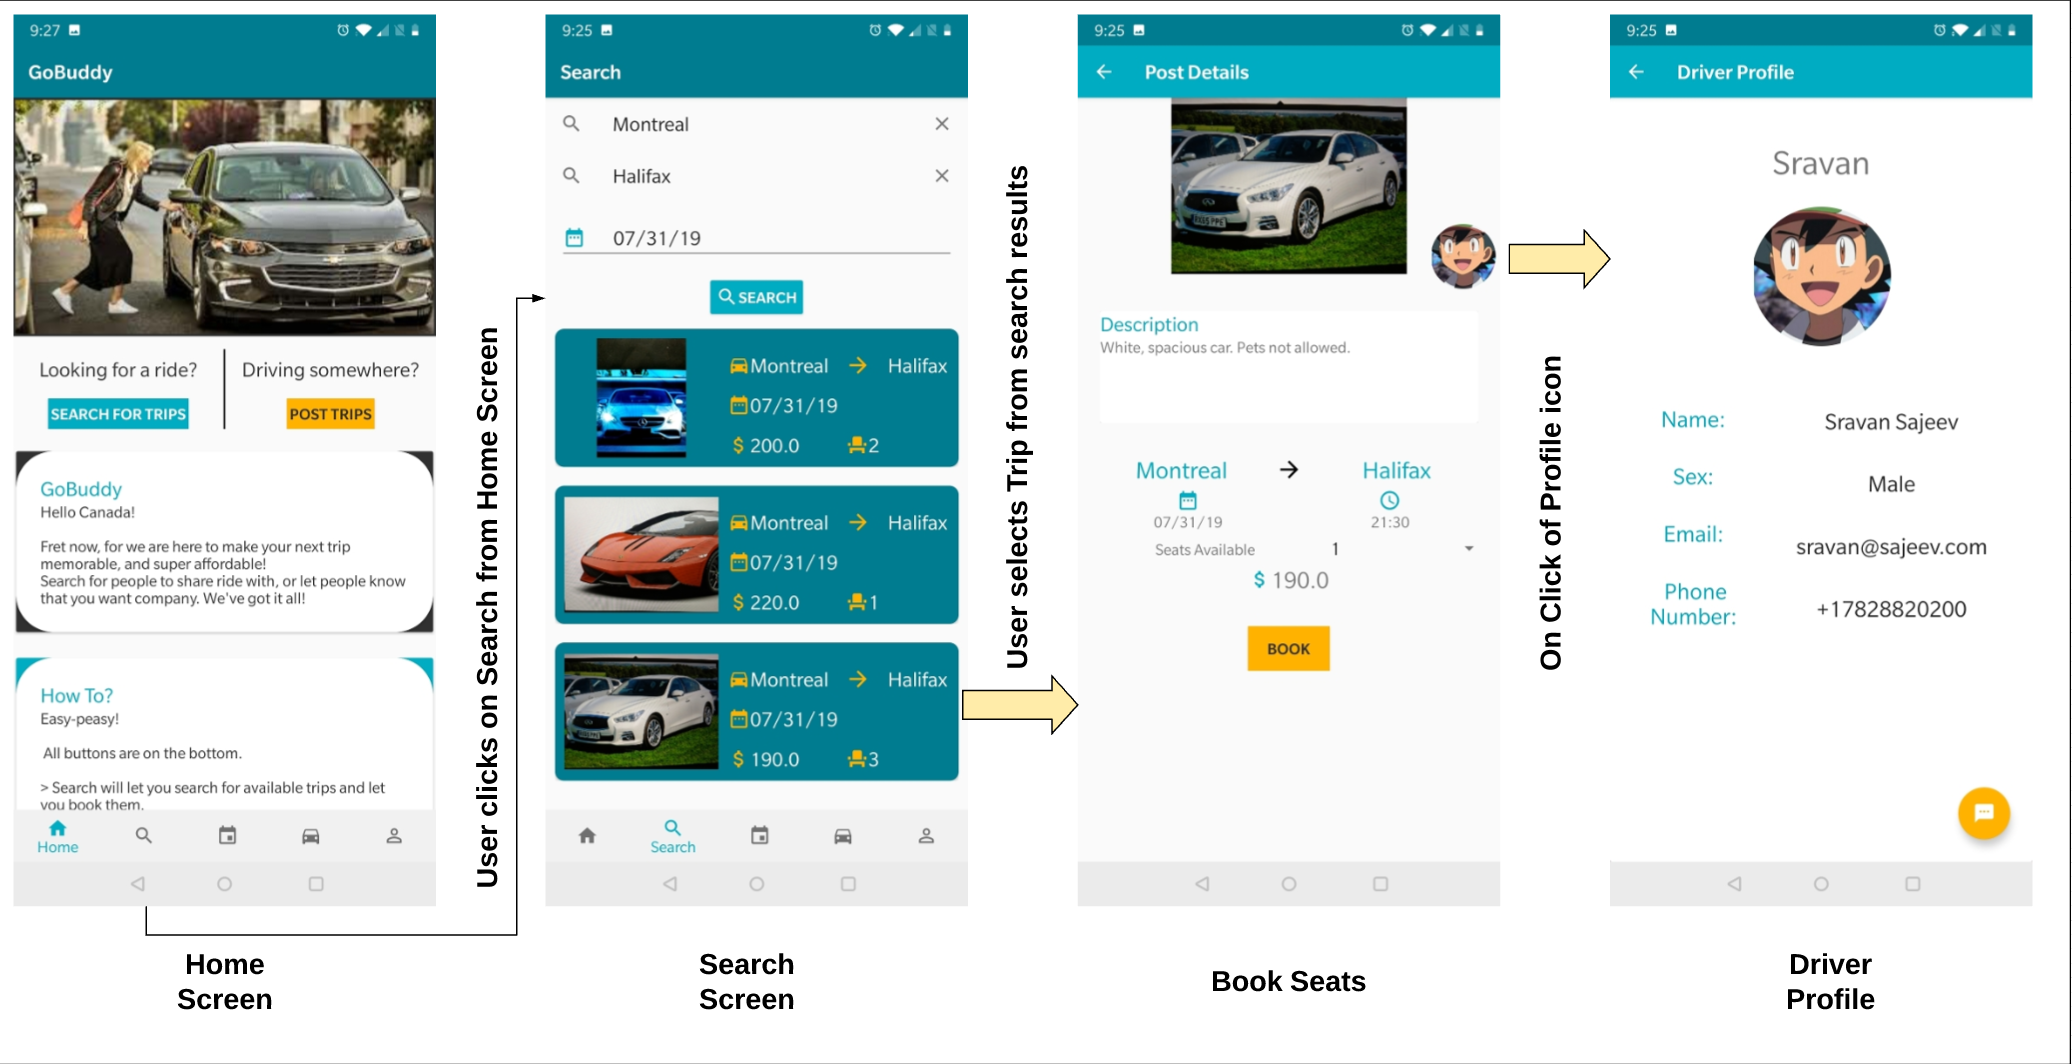 9:27
GoBuddy
Looking for a ride?
Driving somewhere?
SEARCH FOR TRIPS
POST TRIPS
GoBuddy
Hello Canada!
Fret now, for we are here to make your next trip
memorable, and super affordable!
Search for people to share ride with, or let people know
that you want company. We've got it all!
How To?
Easy-peasy!
All buttons are on the bottom.
> Search will let you search for available trips and let
you book them.
Home
Home
Screen
User clicks on Search from Home Screen
9:25
Search
Montreal
Halifax
07/31/19
SEARCH
Montreal → Halifax
07/31/19
$ 200.0 2
Montreal → Halifax
07/31/19
$ 220.0 1
Montreal → Halifax
07/31/19
$ 190.0 3
Search
Search
Screen
User selects Trip from search results
9:25
← Post Details
Description
White, spacious car. Pets not allowed.
Montreal → Halifax
07/31/19 21:30
Seats Available 1
$ 190.0
BOOK
Book Seats
On Click of Profile icon
9:25
← Driver Profile
Sravan
Name: Sravan Sajeev
Sex: Male
Email: sravan@sajeev.com
Phone
Number: +17828820200
Driver
Profile